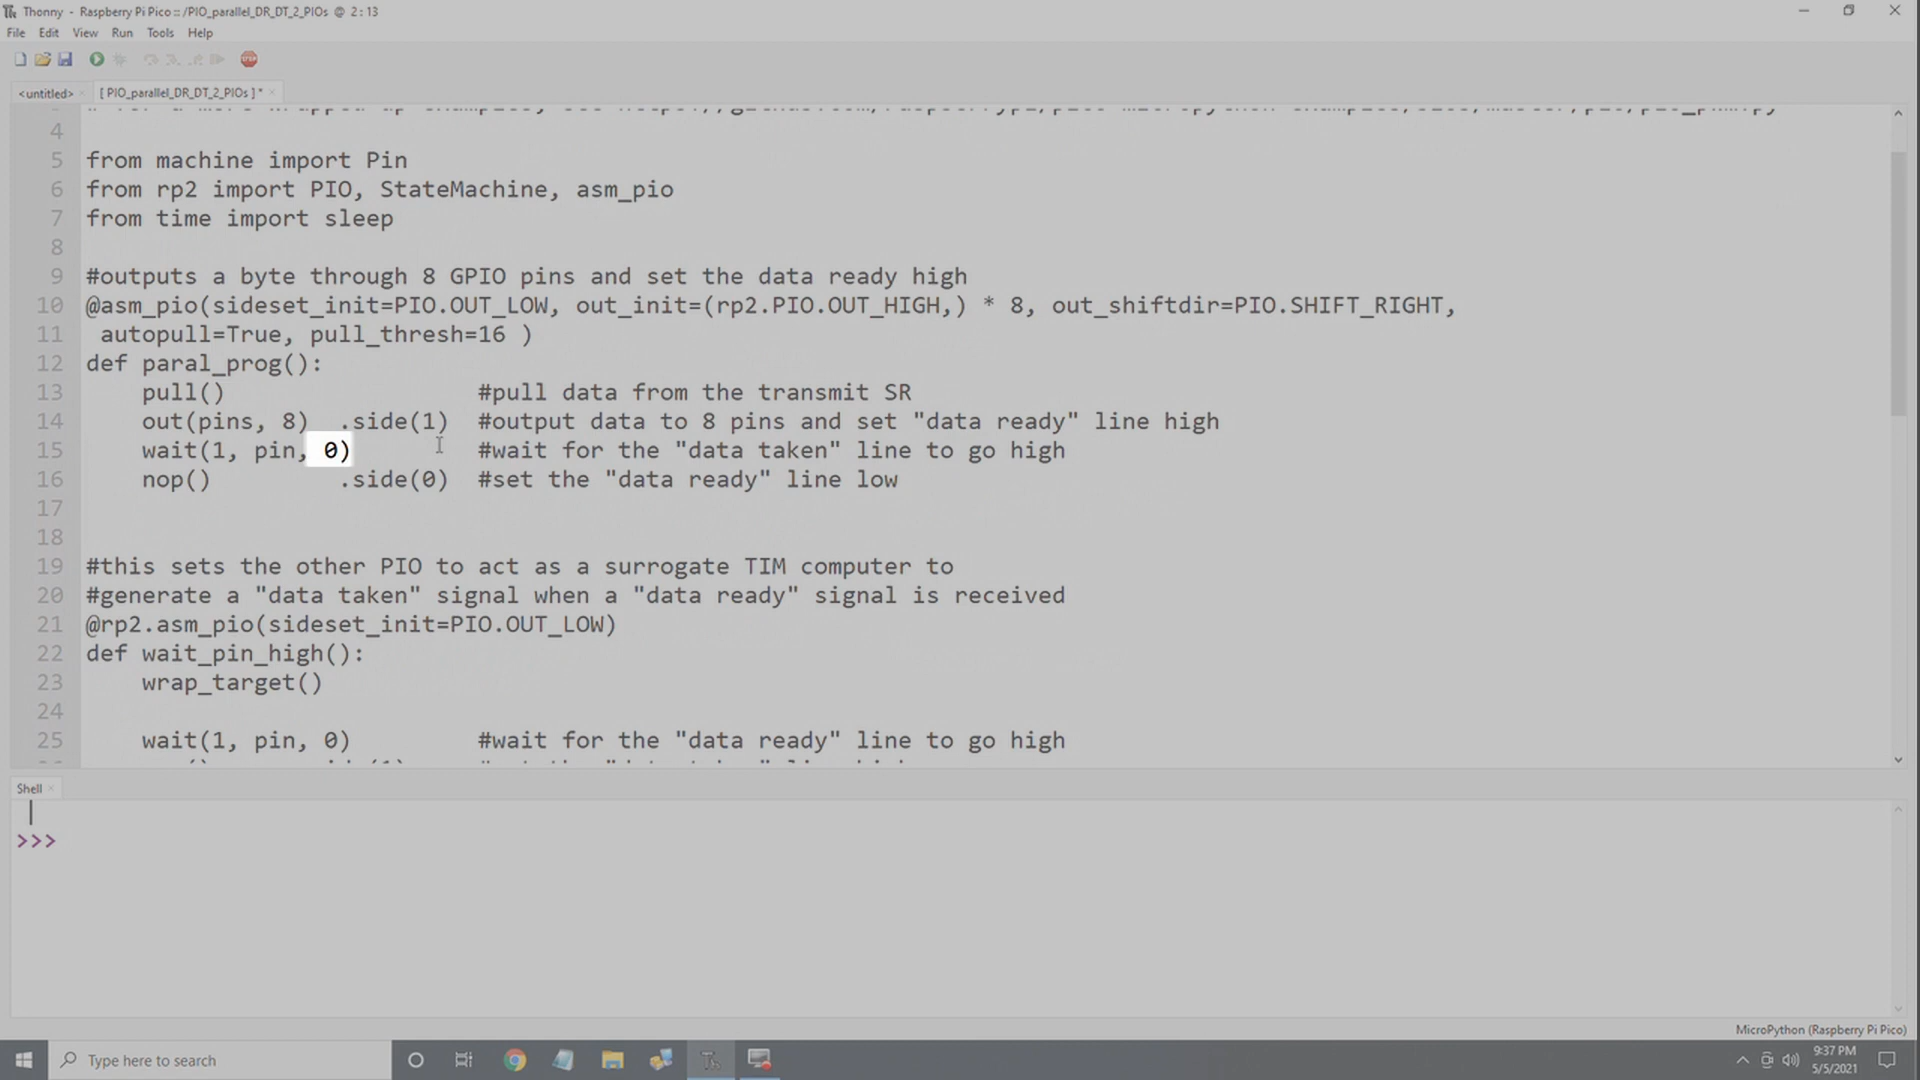 Thonny - Raspberry Pi Pico :: /PIO_parallel_DR_DT_2_PIOs @ 2 : 13
File Edit View Run Tools Help
<untitled> [ PIO_parallel_DR_DT_2_PIOs ] *
4
5 from machine import Pin
6 from rp2 import PIO, StateMachine, asm_pio
7 from time import sleep
8
9 #outputs a byte through 8 GPIO pins and set the data ready high
10 @asm_pio(sideset_init=PIO.OUT_LOW, out_init=(rp2.PIO.OUT_HIGH,) * 8, out_shiftdir=PIO.SHIFT_RIGHT,
11 autopull=True, pull_thresh=16 )
12 def paral_prog():
13 pull() #pull data from the transmit SR
14 out(pins, 8) .side(1) #output data to 8 pins and set "data ready" line high
15 wait(1, pin, 0) #wait for the "data taken" line to go high
16 nop() .side(0) #set the "data ready" line low
17
18
19 #this sets the other PIO to act as a surrogate TIM computer to
20 #generate a "data taken" signal when a "data ready" signal is received
21 @rp2.asm_pio(sideset_init=PIO.OUT_LOW)
22 def wait_pin_high():
23 wrap_target()
24
25 wait(1, pin, 0) #wait for the "data ready" line to go high
Shell
>>>
MicroPython (Raspberry Pi Pico)
Type here to search
9:37 PM
5/5/2021